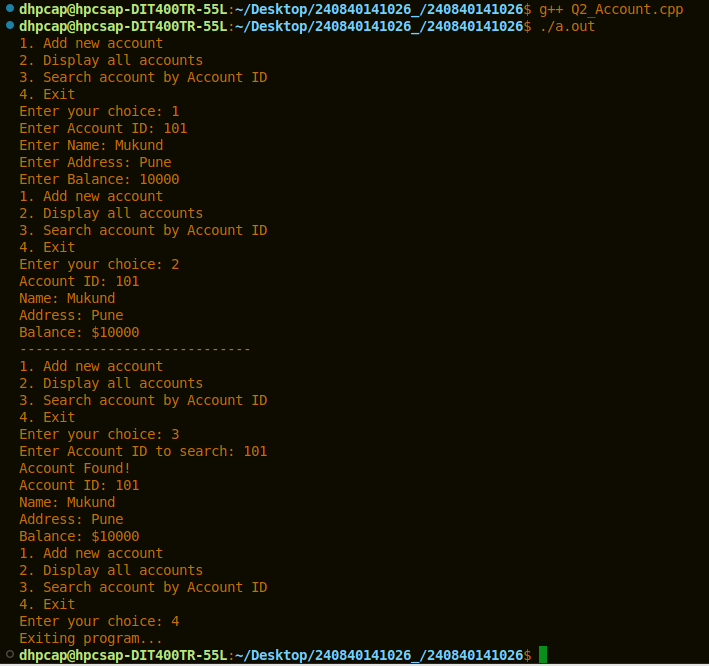 dhpcap@hpcsap-DIT400TR-55L:~/Desktop/240840141026_/240840141026$ g++ Q2_Account.cpp
dhpcap@hpcsap-DIT400TR-55L:~/Desktop/240840141026_/240840141026$ ./a.out
1. Add new account
2. Display all accounts
3. Search account by Account ID
4. Exit
Enter your choice: 1
Enter Account ID: 101
Enter Name: Mukund
Enter Address: Pune
Enter Balance: 10000
1. Add new account
2. Display all accounts
3. Search account by Account ID
4. Exit
Enter your choice: 2
Account ID: 101
Name: Mukund
Address: Pune
Balance: $10000
-----------------------------
1. Add new account
2. Display all accounts
3. Search account by Account ID
4. Exit
Enter your choice: 3
Enter Account ID to search: 101
Account Found!
Account ID: 101
Name: Mukund
Address: Pune
Balance: $10000
1. Add new account
2. Display all accounts
3. Search account by Account ID
4. Exit
Enter your choice: 4
Exiting program...
dhpcap@hpcsap-DIT400TR-55L:~/Desktop/240840141026_/240840141026$